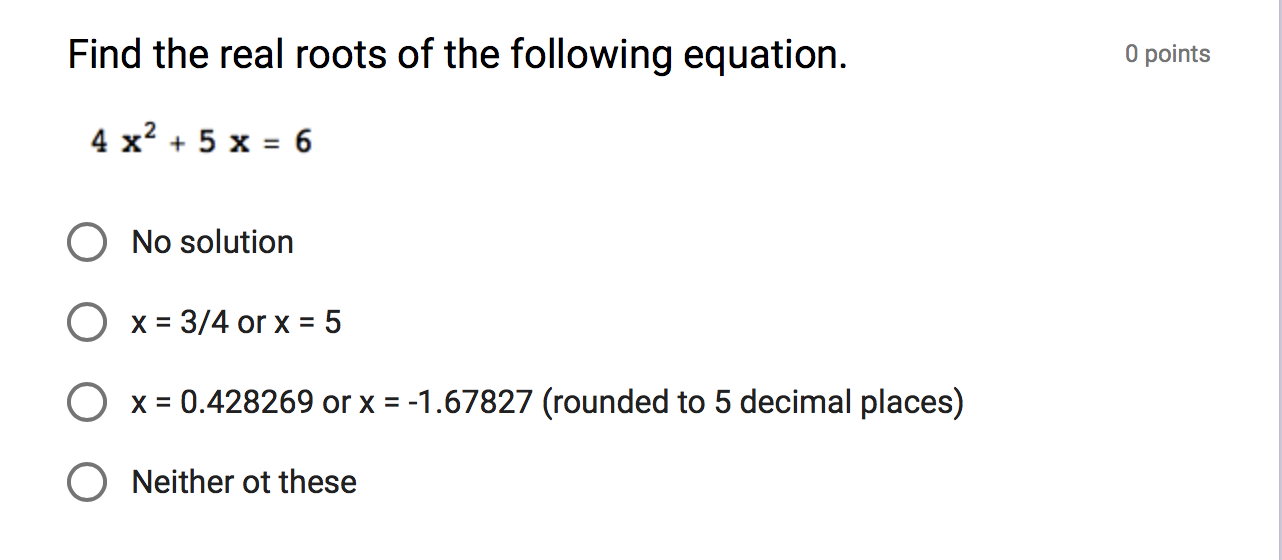 Find the real roots of the following equation.
0 points
4 x² + 5 x = 6
No solution
x = 3/4 or x = 5
x = 0.428269 or x = -1.67827 (rounded to 5 decimal places)
Neither ot these